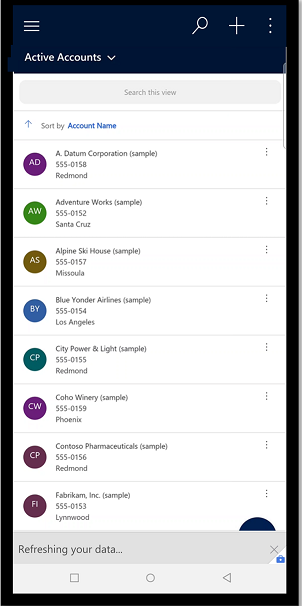 Active Accounts
Search this view
Sort by Account Name
AD
A. Datum Corporation (sample)
555-0158
Redmond
AW
Adventure Works (sample)
555-0152
Santa Cruz
AS
Alpine Ski House (sample)
555-0157
Missoula
BY
Blue Yonder Airlines (sample)
555-0154
Los Angeles
CP
City Power & Light (sample)
555-0155
Redmond
CW
Coho Winery (sample)
555-0159
Phoenix
CP
Contoso Pharmaceuticals (sample)
555-0156
Redmond
FI
Fabrikam, Inc. (sample)
555-0153
Lynnwood
Refreshing your data...